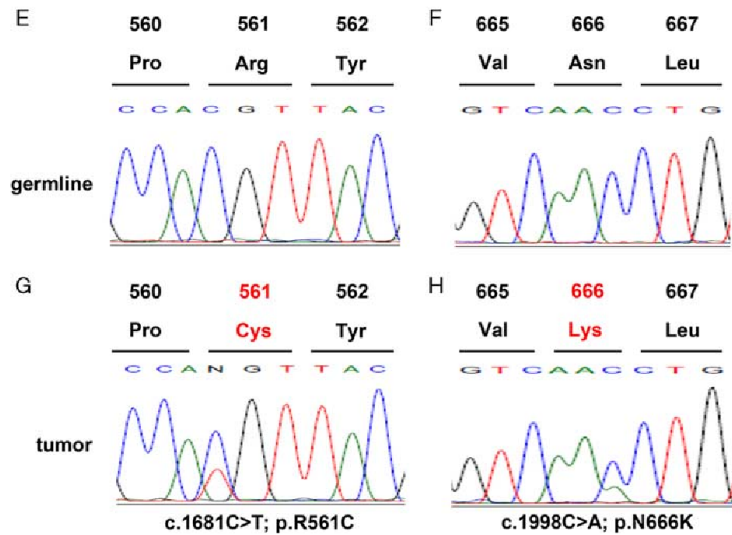 E
560 561 562
Pro Arg Tyr
C C A C G T T A C
germline
F
665 666 667
Val Asn Leu
G T C A A C C T G
G
560 561 562
Pro Cys Tyr
C C A N G T T A C
tumor
c.1681C>T; p.R561C
H
665 666 667
Val Lys Leu
G T C A A C C T G
c.1998C>A; p.N666K